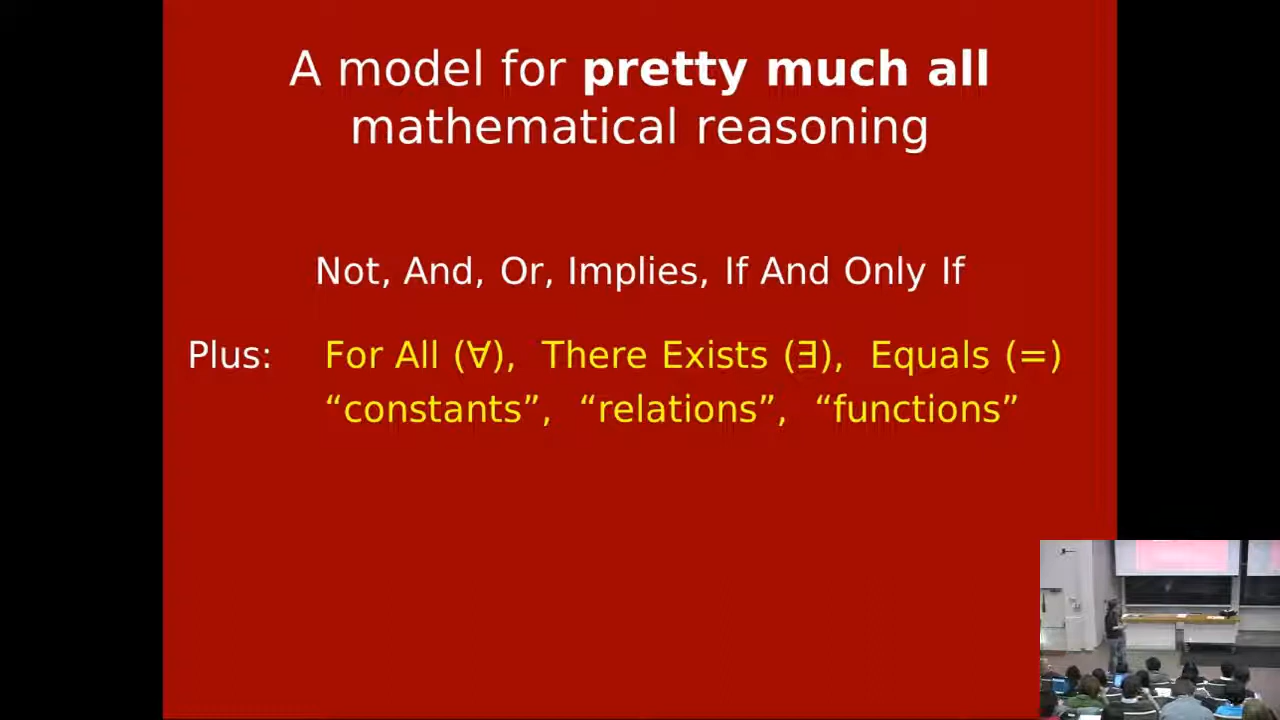 A model for pretty much all
mathematical reasoning
Not, And, Or, Implies, If And Only If
Plus: For All (∀), There Exists (∃), Equals (=)
“constants”, “relations”, “functions”